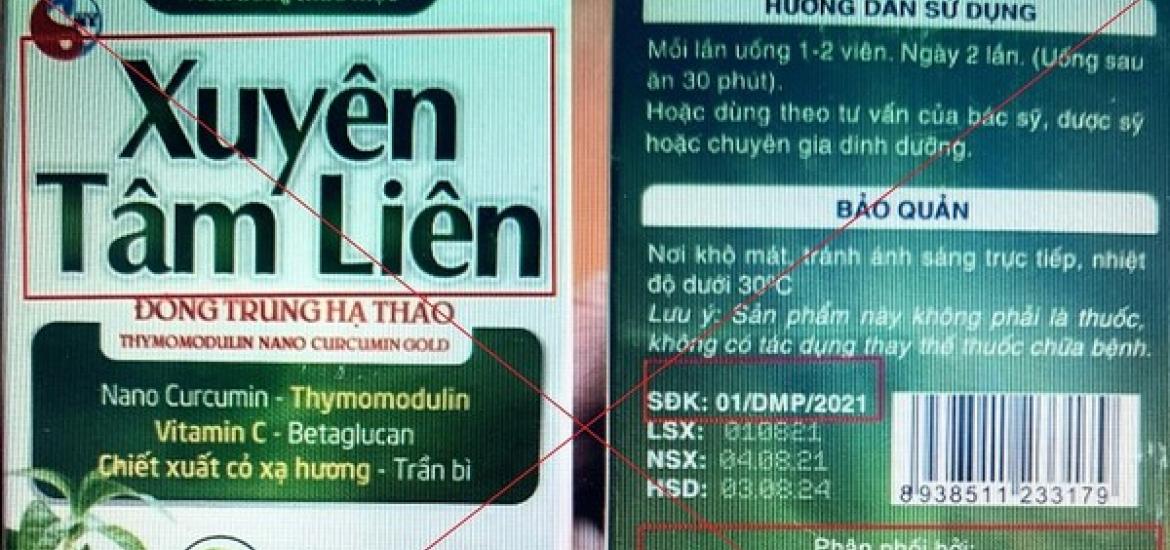 Xuyên
Tâm Liên
ĐÔNG TRÙNG HẠ THẢO
THYMOMODULIN NANO CURCUMIN GOLD
Nano Curcumin - Thymomodulin
Vitamin C - Betaglucan
Chiết xuất cỏ xạ hương - Trần bì
HƯỚNG DẪN SỬ DỤNG
Mỗi lần uống 1-2 viên. Ngày 2 lần. (Uống sau
ăn 30 phút).
Hoặc dùng theo tư vấn của bác sỹ, dược sỹ
hoặc chuyên gia dinh dưỡng.
BẢO QUẢN
Nơi khô mát, tránh ánh sáng trực tiếp, nhiệt
độ dưới 30°C
Lưu ý: Sản phẩm này không phải là thuốc,
không có tác dụng thay thế thuốc chữa bệnh.
SĐK: 01/DMP/2021
LSX: 010821
NSX: 04.08.21
HSD: 03.08.24
8 938511 233179
Phân phối bởi: